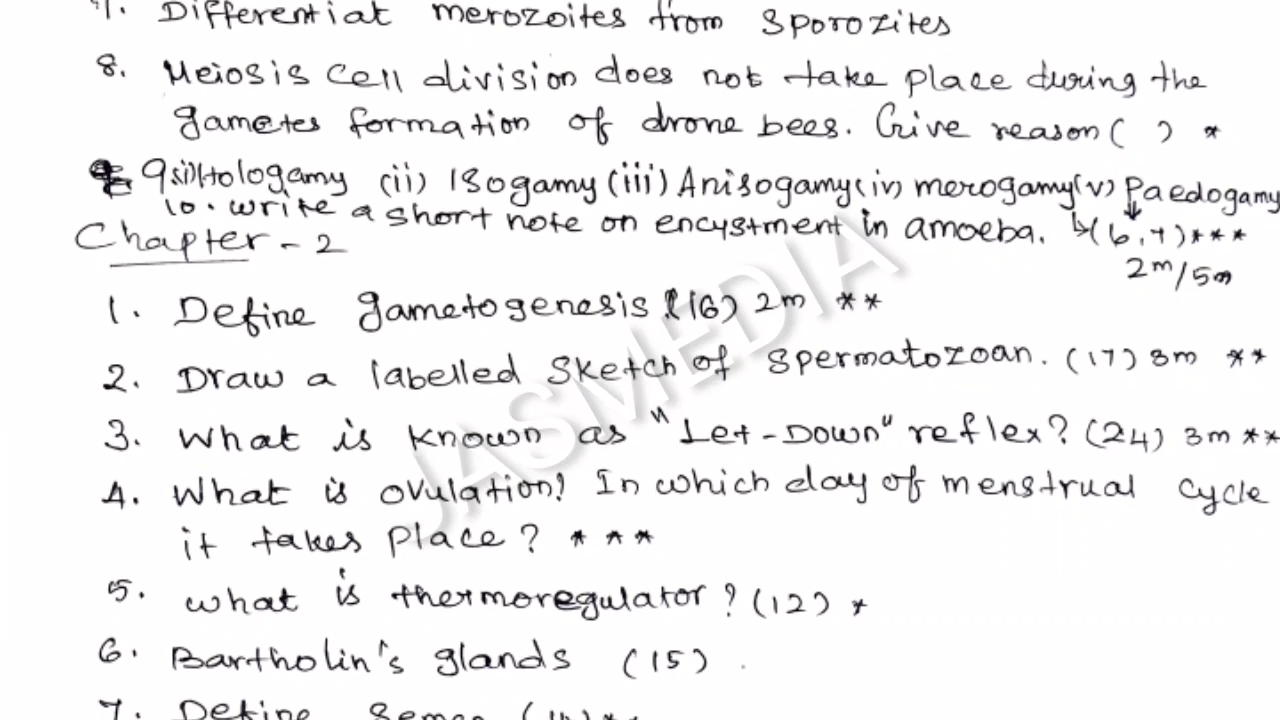 7. Differentiat merozoites from sporozites
8. Meiosis cell division does not take place during the
gametes formation of drone bees. Give reason ( ) *
9(i) Hologamy (ii) Isogamy (iii) Anisogamy (iv) merogamy (v) Paedogamy
10. write a short note on encystment in amoeba. ↳(6,7) ***
Chapter - 2
2m/5m
1. Define gametogenesis (16) 2m **
2. Draw a labelled sketch of spermatozoan. (17) 3m **
3. What is known as "Let-Down" reflex? (24) 3m **
4. What is ovulation? In which day of menstrual cycle
it takes place? ***
5. what is thermoregulator? (12) *
6. Bartholin's glands (15).
7. Define Semen
JASMEDIA